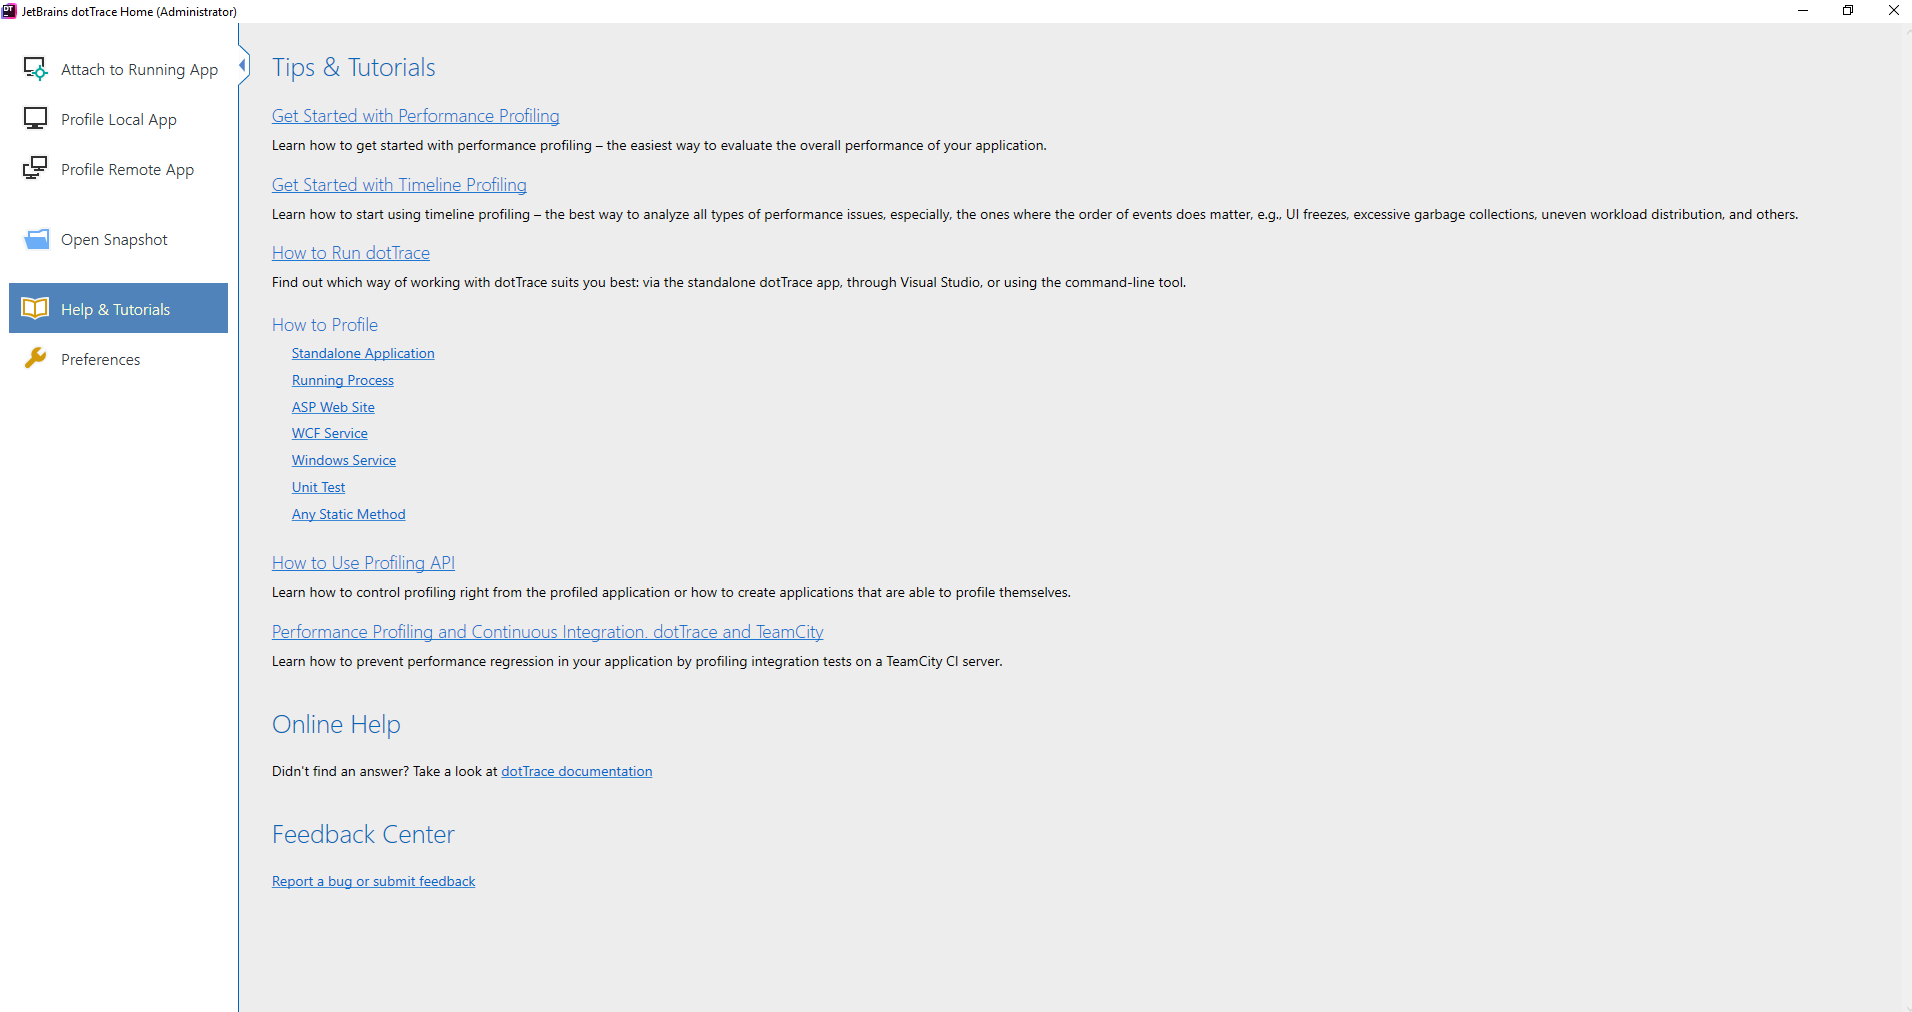 JetBrains dotTrace Home (Administrator)
Attach to Running App
Profile Local App
Profile Remote App
Open Snapshot
Help & Tutorials
Preferences
Tips & Tutorials
Get Started with Performance Profiling
Learn how to get started with performance profiling – the easiest way to evaluate the overall performance of your application.
Get Started with Timeline Profiling
Learn how to start using timeline profiling – the best way to analyze all types of performance issues, especially, the ones where the order of events does matter, e.g., UI freezes, excessive garbage collections, uneven workload distribution, and others.
How to Run dotTrace
Find out which way of working with dotTrace suits you best: via the standalone dotTrace app, through Visual Studio, or using the command-line tool.
How to Profile
Standalone Application
Running Process
ASP Web Site
WCF Service
Windows Service
Unit Test
Any Static Method
How to Use Profiling API
Learn how to control profiling right from the profiled application or how to create applications that are able to profile themselves.
Performance Profiling and Continuous Integration. dotTrace and TeamCity
Learn how to prevent performance regression in your application by profiling integration tests on a TeamCity CI server.
Online Help
Didn't find an answer? Take a look at dotTrace documentation
Feedback Center
Report a bug or submit feedback